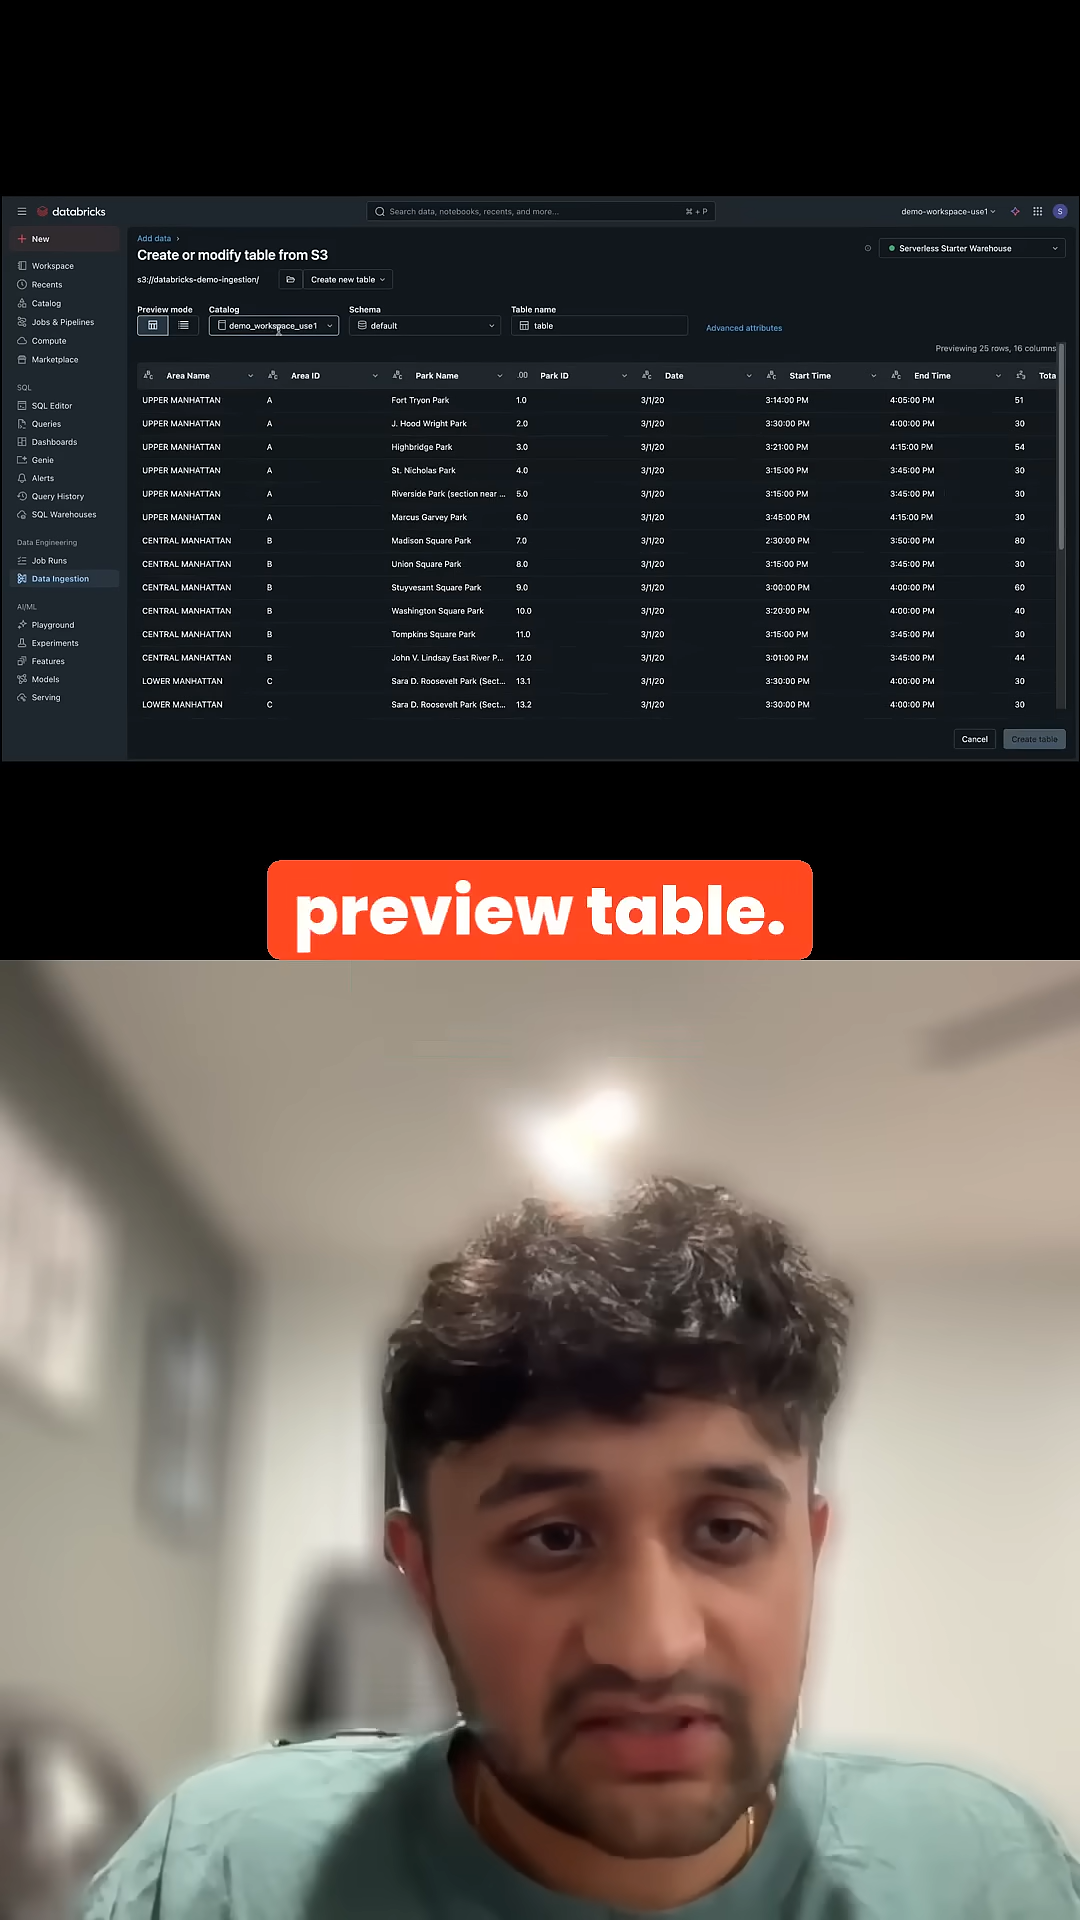 databricks
Search data, notebooks, recents, and more...
⌘ + P
demo-workspace-use1
S
New
Workspace
Recents
Catalog
Jobs & Pipelines
Compute
Marketplace
SQL
SQL Editor
Queries
Dashboards
Genie
Alerts
Query History
SQL Warehouses
Data Engineering
Job Runs
Data Ingestion
AI/ML
Playground
Experiments
Features
Models
Serving
Add data ›
Create or modify table from S3
Serverless Starter Warehouse
s3://databricks-demo-ingestion/
Create new table
Preview mode Catalog Schema Table name
demo_workspace_use1 default table Advanced attributes
Previewing 25 rows, 16 columns
Area Name Area ID Park Name .00 Park ID Date Start Time End Time Tota
UPPER MANHATTAN A Fort Tryon Park 1.0 3/1/20 3:14:00 PM 4:05:00 PM 51
UPPER MANHATTAN A J. Hood Wright Park 2.0 3/1/20 3:30:00 PM 4:00:00 PM 30
UPPER MANHATTAN A Highbridge Park 3.0 3/1/20 3:21:00 PM 4:15:00 PM 54
UPPER MANHATTAN A St. Nicholas Park 4.0 3/1/20 3:15:00 PM 3:45:00 PM 30
UPPER MANHATTAN A Riverside Park (section near ... 5.0 3/1/20 3:15:00 PM 3:45:00 PM 30
UPPER MANHATTAN A Marcus Garvey Park 6.0 3/1/20 3:45:00 PM 4:15:00 PM 30
CENTRAL MANHATTAN B Madison Square Park 7.0 3/1/20 2:30:00 PM 3:50:00 PM 80
CENTRAL MANHATTAN B Union Square Park 8.0 3/1/20 3:15:00 PM 3:45:00 PM 30
CENTRAL MANHATTAN B Stuyvesant Square Park 9.0 3/1/20 3:00:00 PM 4:00:00 PM 60
CENTRAL MANHATTAN B Washington Square Park 10.0 3/1/20 3:20:00 PM 4:00:00 PM 40
CENTRAL MANHATTAN B Tompkins Square Park 11.0 3/1/20 3:15:00 PM 3:45:00 PM 30
CENTRAL MANHATTAN B John V. Lindsay East River P... 12.0 3/1/20 3:01:00 PM 3:45:00 PM 44
LOWER MANHATTAN C Sara D. Roosevelt Park (Sect... 13.1 3/1/20 3:30:00 PM 4:00:00 PM 30
LOWER MANHATTAN C Sara D. Roosevelt Park (Sect... 13.2 3/1/20 3:30:00 PM 4:00:00 PM 30
Cancel Create table
preview table.